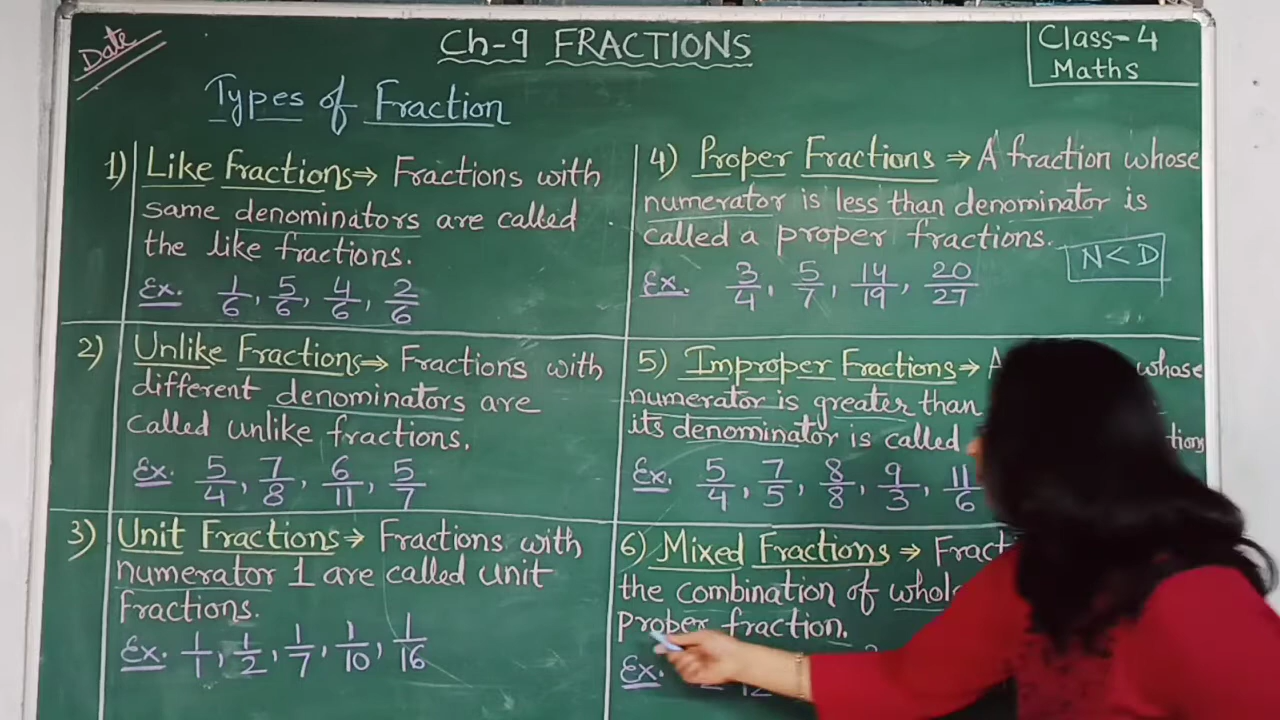 Date
Ch-9 FRACTIONS
Class-4
Maths
Types of Fraction
1) Like Fractions → Fractions with
same denominators are called
the like fractions.
Ex. 1/6, 5/6, 4/6, 2/6
2) Unlike Fractions → Fractions with
different denominators are
called unlike fractions.
Ex. 5/4, 7/8, 6/11, 5/7
3) Unit Fractions → Fractions with
numerator 1 are called unit
fractions.
Ex. 1/1, 1/2, 1/7, 1/10, 1/16
4) Proper Fractions ⇒ A fraction whose
numerator is less than denominator is
called a proper fractions.
N < D
Ex. 3/4, 5/7, 14/19, 20/27
5) Improper Fractions → A whose
numerator is greater than
its denominator is called
Ex. 5/4, 7/5, 8/8, 9/3, 11/6
6) Mixed Fractions →
the combination of
proper fraction.
Ex.